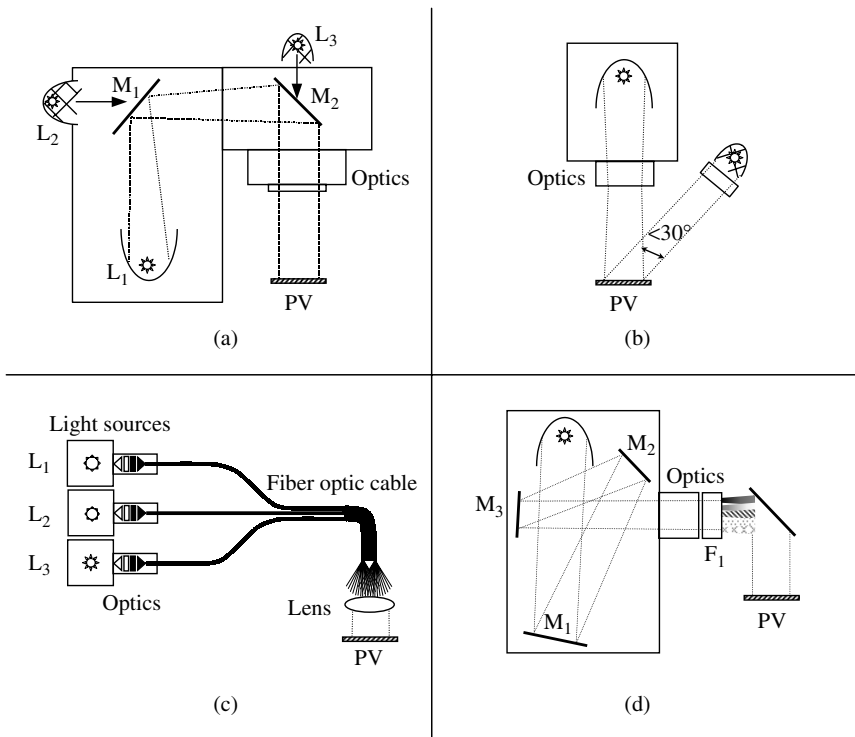 L3
M1
M2
L2
Optics
L1
PV
(a)
Optics
<30°
PV
(b)
Light sources
L1
Fiber optic cable
L2
L3
Optics
Lens
PV
(c)
M2
Optics
M3
F1
M1
PV
(d)